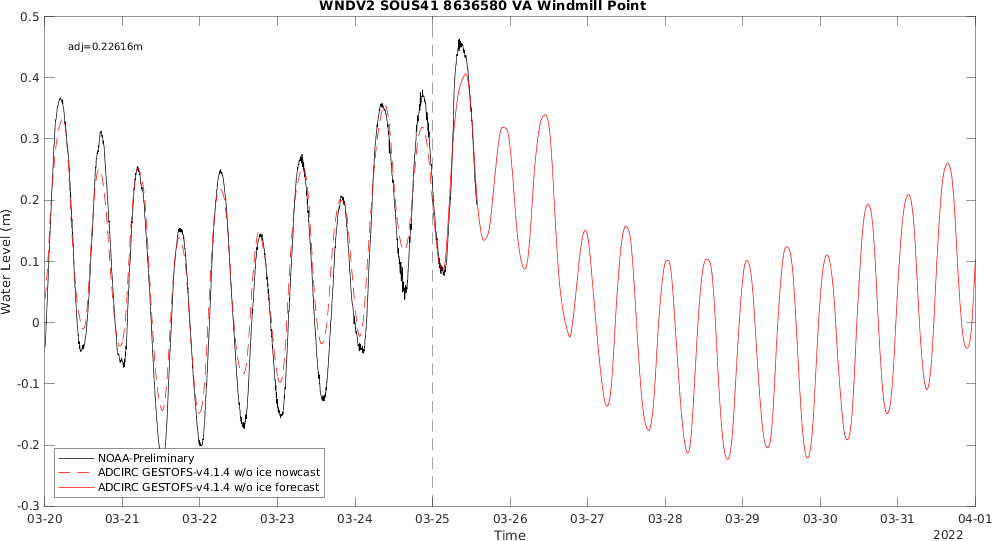 WNDV2 SOUS41 8636580 VA Windmill Point
adj=0.22616m
0.5
0.4
0.3
0.2
0.1
0
-0.1
-0.2
-0.3
Water Level (m)
NOAA-Preliminary
ADCIRC GESTOFS-v4.1.4 w/o ice nowcast
ADCIRC GESTOFS-v4.1.4 w/o ice forecast
03-20 03-21 03-22 03-23 03-24 03-25 03-26 03-27 03-28 03-29 03-30 03-31 04-01
Time
2022